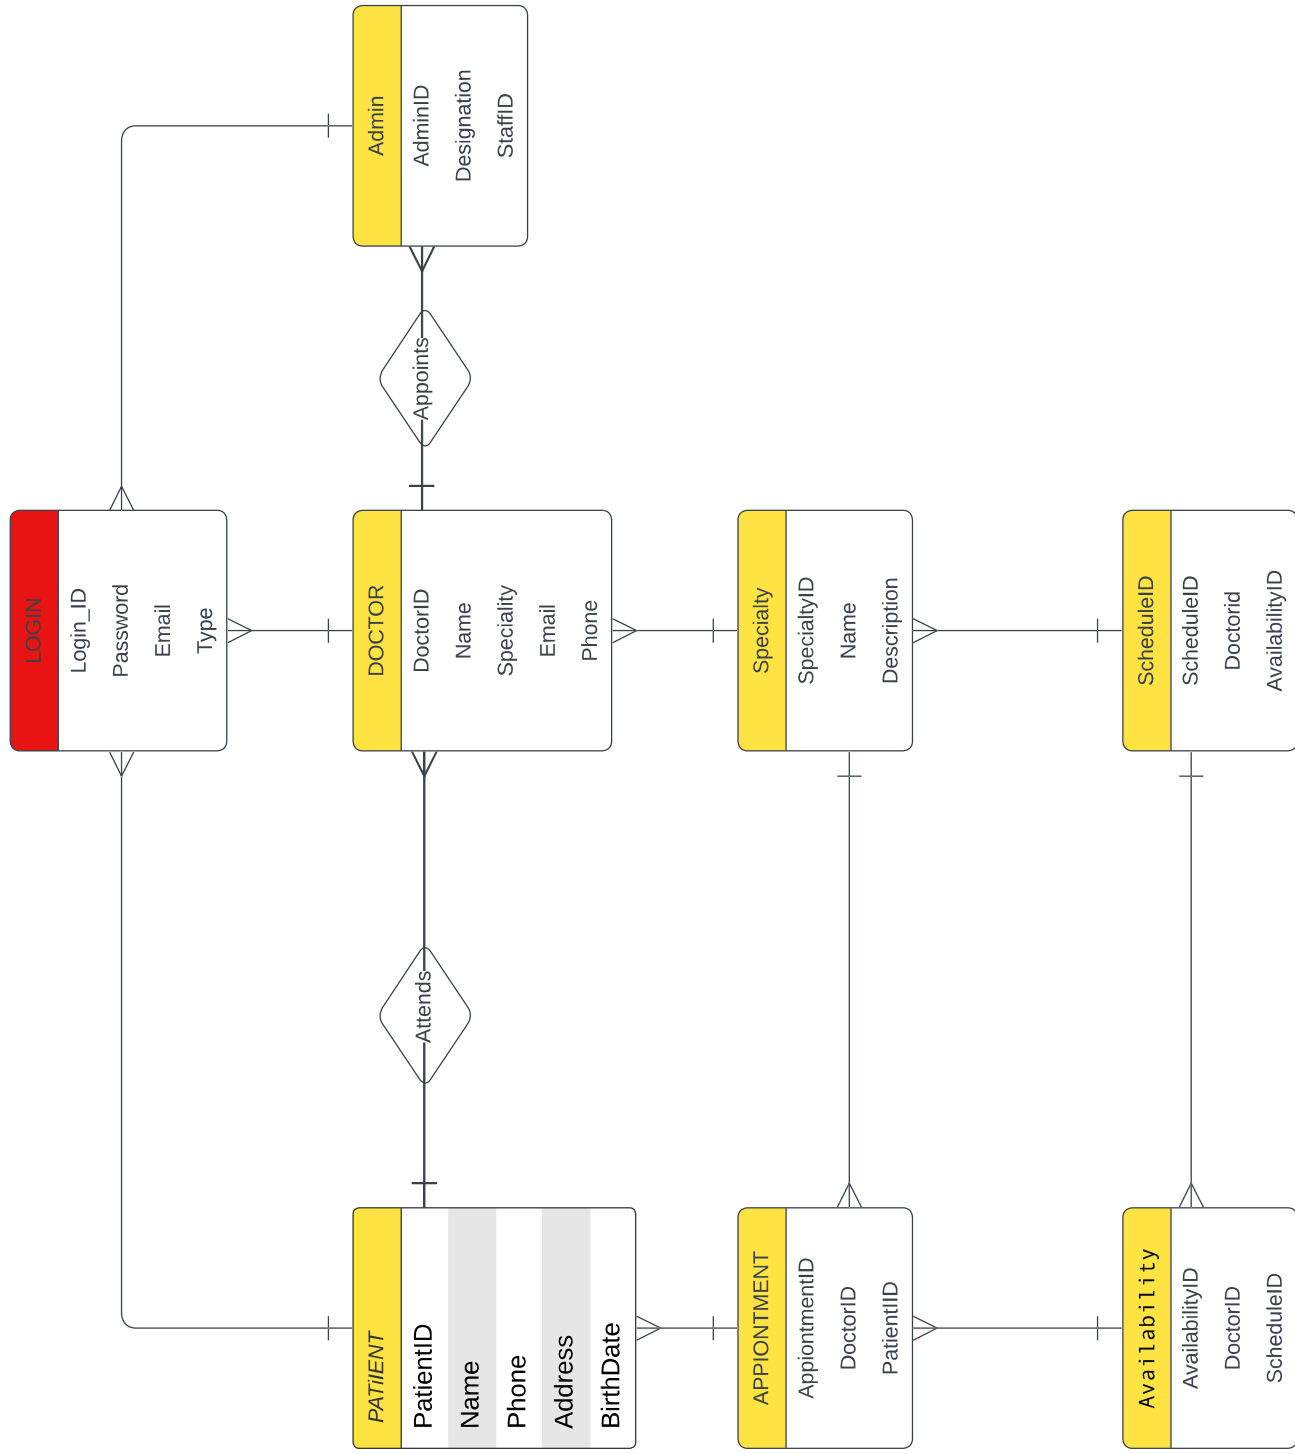 LOGIN
Login_ID
Password
Email
Type
Admin
AdminID
Designation
StaffID
Appoints
DOCTOR
DoctorID
Name
Speciality
Email
Phone
Attends
PATIIENT
PatientID
Name
Phone
Address
BirthDate
Specialty
SpecialtyID
Name
Description
APPIONTMENT
AppiontmentID
DoctorID
PatientIID
ScheduleID
ScheduleID
Doctorid
AvailabilityID
Availability
AvailabilityID
DoctorID
ScheduleID